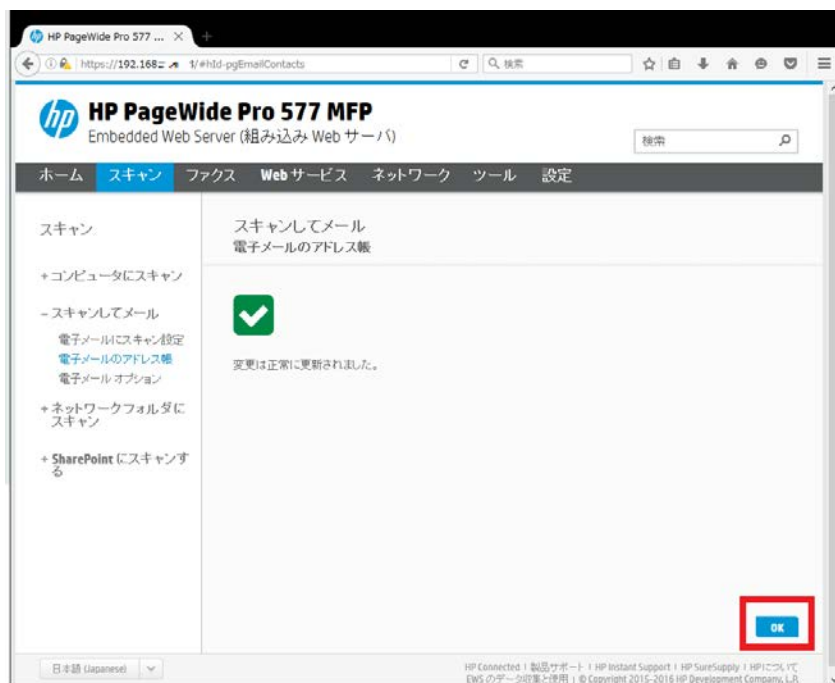 HP PageWide Pro 577 ...
https://192.168
1/#hId-pgEmailContacts
検索
HP PageWide Pro 577 MFP
Embedded Web Server (組み込み Web サーバ)
検索
ホーム スキャン ファクス Web サービス ネットワーク ツール 設定
スキャン
+コンピュータにスキャン
-スキャンしてメール
電子メールにスキャン設定
電子メールのアドレス帳
電子メール オプション
+ネットワークフォルダに
スキャン
+ SharePoint にスキャンす
る
スキャンしてメール
電子メールのアドレス帳
変更は正常に更新されました。
OK
日本語 (Japanese)
HP Connected | 製品サポート | HP Instant Support | HP SureSupply | HPについて
EWS のデータ収集と使用 | © Copyright 2015-2016 HP Development Company, L.P.